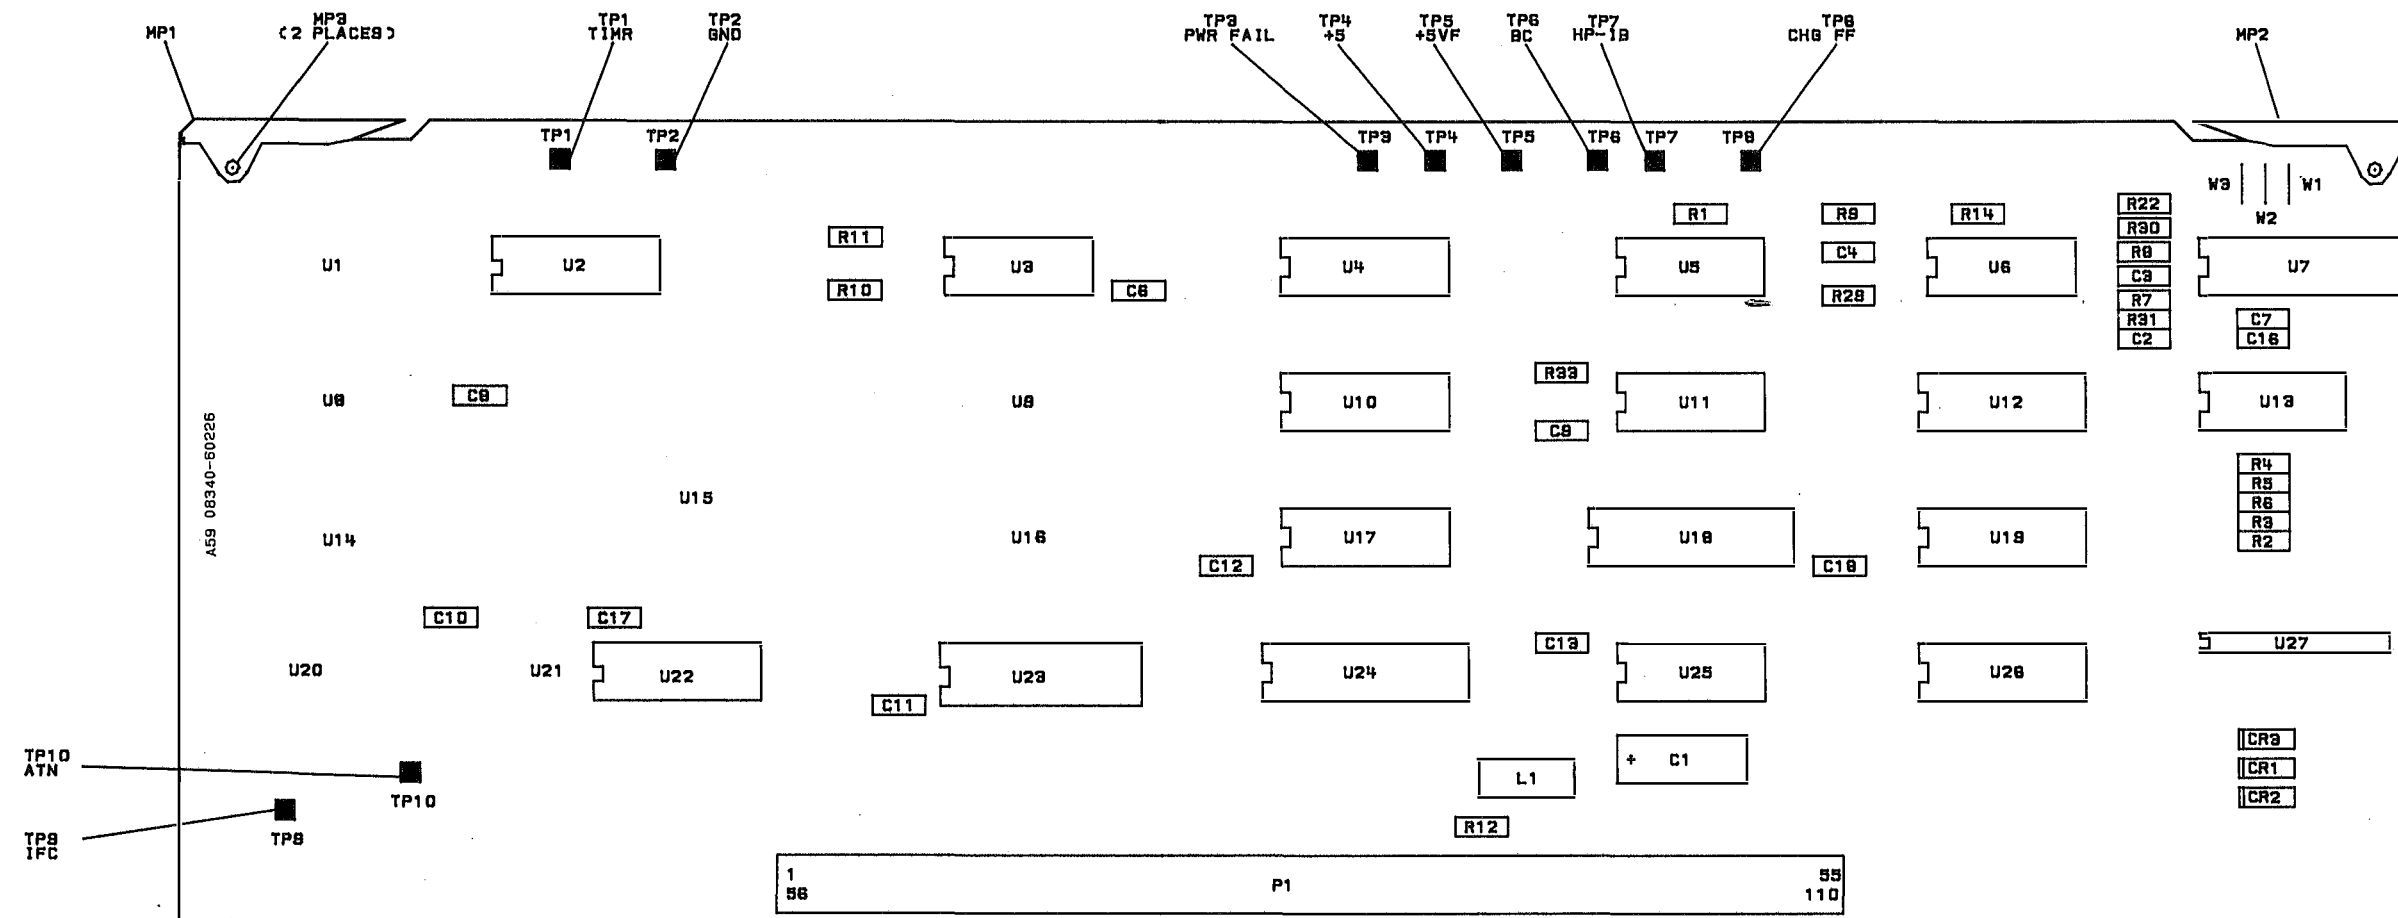 MP1
MP3
(2 PLACES)
TP1
TIMR
TP2
GND
TP3
PWR FAIL
TP4
+5
TP5
+5VF
TP6
BC
TP7
HP-IB
TP8
CHG FF
MP2
TP1
TP2
TP3
TP4
TP5
TP6
TP7
TP8
W3
W1
W2
R1
R9
R14
R22
R30
R11
U1
U2
U3
U4
U5
C4
U6
R8
U7
C3
R10
C6
R29
R7
R31
C7
C2
C16
R33
U8
C8
U9
U10
U11
U12
U13
C9
A59 08340-60226
R4
R5
R6
R3
R2
U15
U14
U16
U17
U18
U19
C12
C18
C10
C17
C13
U27
U20
U21
U22
U23
U24
U25
U26
C11
CR3
CR1
CR2
TP10
ATN
C1
+
L1
TP10
TP9
IFC
TP9
R12
1
56
P1
55
110